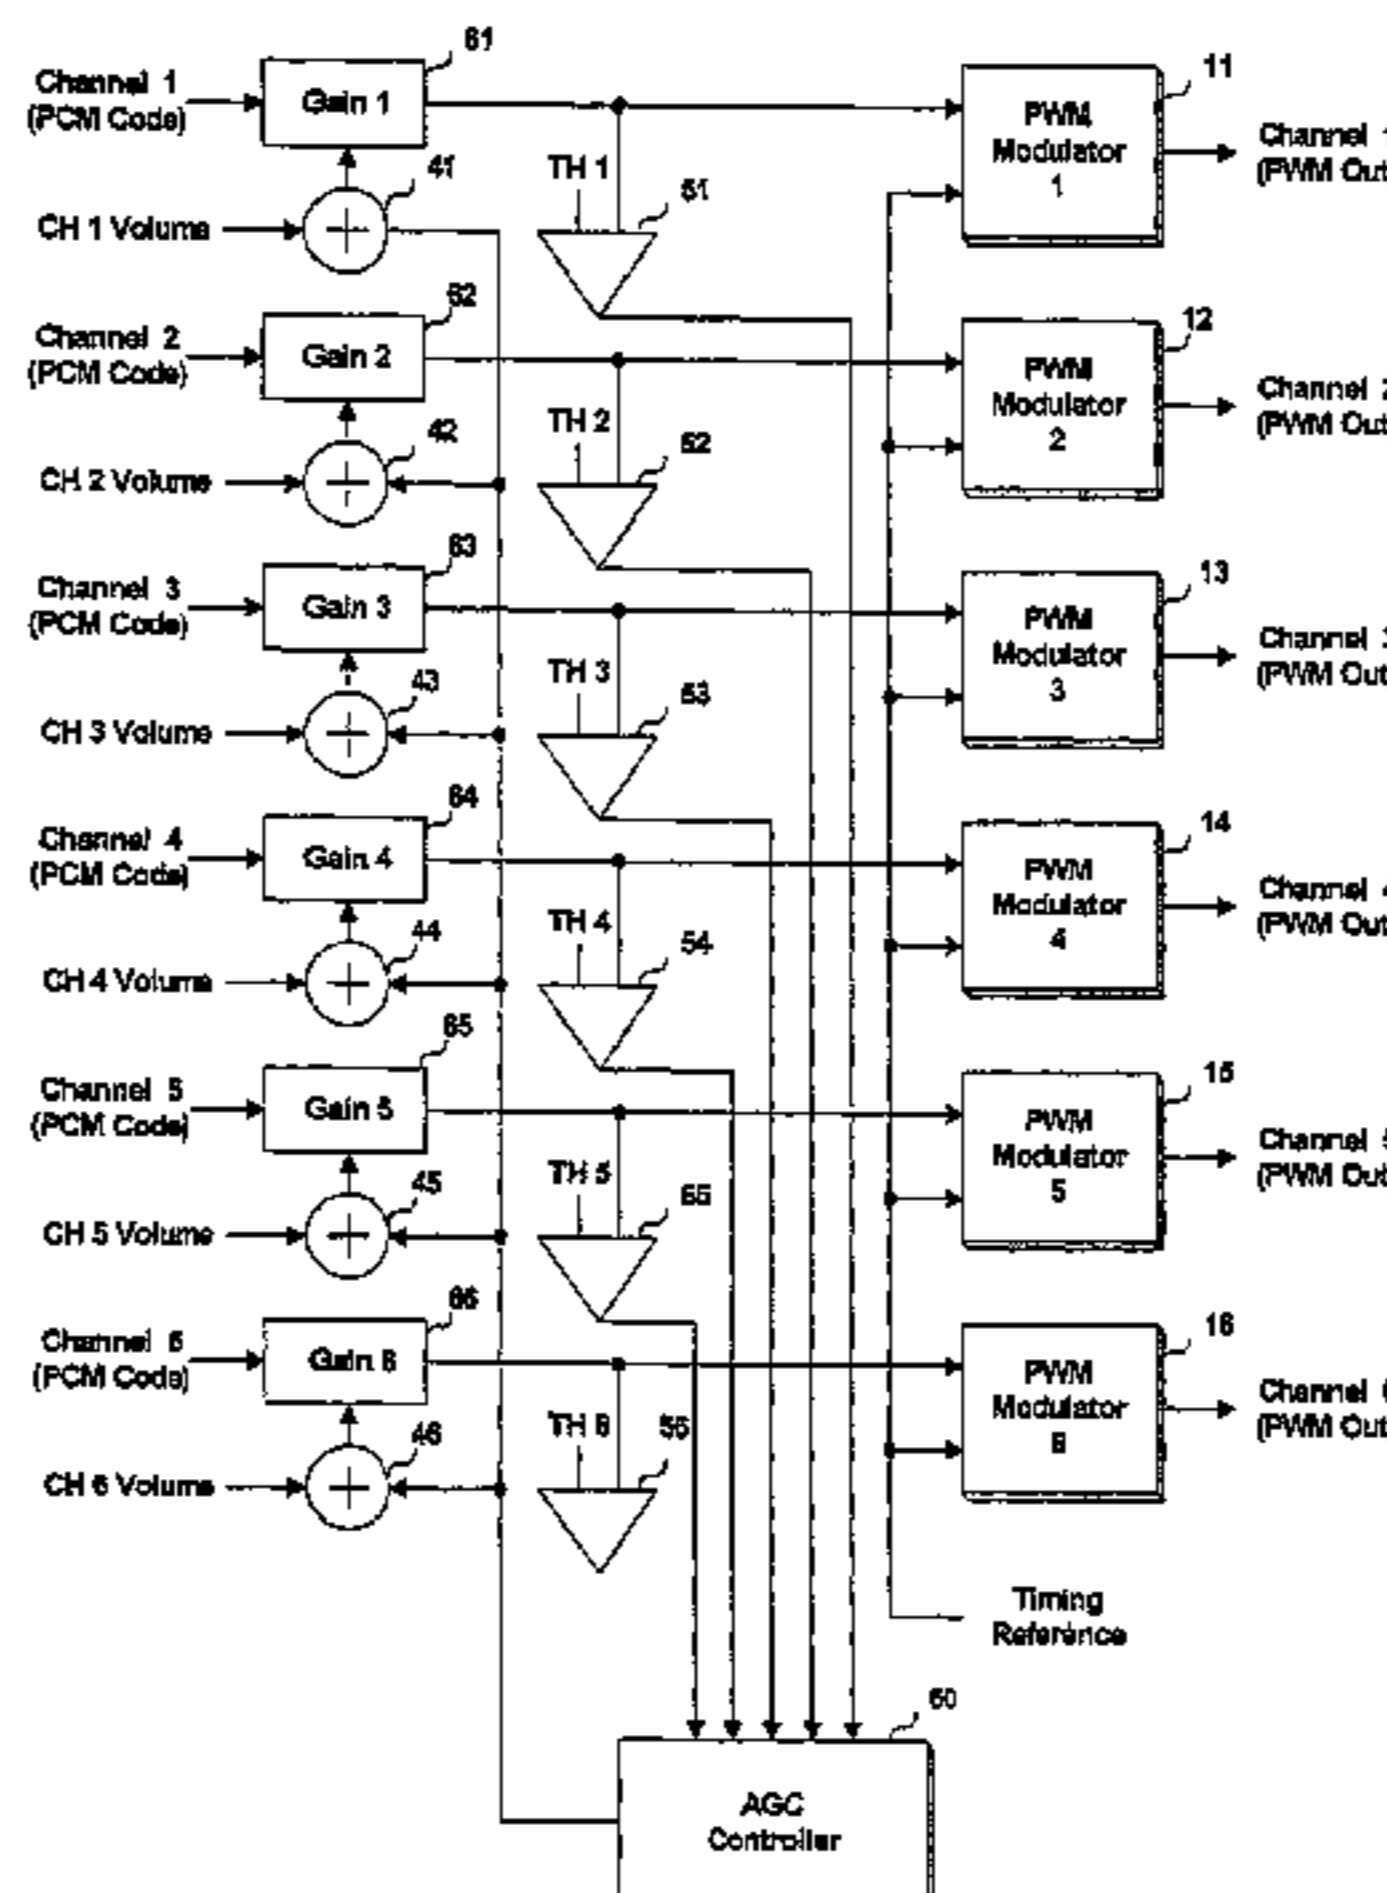 61
Channel 1
(PCM Code)
Gain 1
11
PWM
Modulator
1
Channel 1
(PWM Out
41
CH 1 Volume
TH 1
51
62
Channel 2
(PCM Code)
Gain 2
12
PWM
Modulator
2
Channel 2
(PWM Out
42
CH 2 Volume
TH 2
52
63
Channel 3
(PCM Code)
Gain 3
13
PWM
Modulator
3
Channel
(PWM Out
43
CH 3 Volume
TH 3
53
64
Channel 4
(PCM Code)
Gain 4
14
PWM
Modulator
4
Channel 4
(PWM Out
44
CH 4 Volume
TH 4
54
65
Channel 5
(PCM Code)
Gain 5
15
PWM
Modulator
5
Channel
(PWM Out
45
CH 5 Volume
TH 5
55
66
Channel 6
(PCM Code)
Gain 6
16
PWM
Modulator
6
Channel
(PWM Out
46
CH 6 Volume
TH 6
56
Timing
Reference
50
AGC
Controller